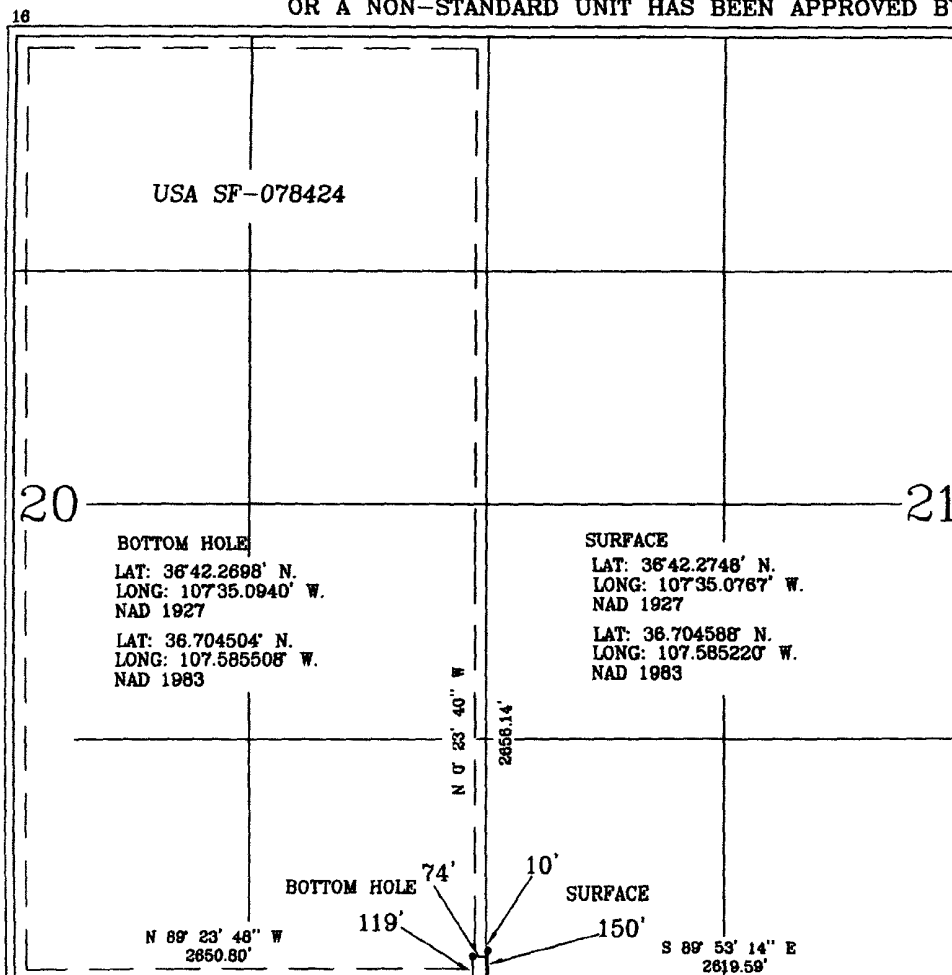 OR A NON-STANDARD UNIT HAS BEEN APPROVED BY
16
USA SF-078424
20
21
BOTTOM HOLE
LAT: 36°42.2698' N.
LONG: 107°35.0940' W.
NAD 1927
LAT: 36.704504° N.
LONG: 107.585508° W.
NAD 1983
SURFACE
LAT: 36°42.2748' N.
LONG: 107°35.0767' W.
NAD 1927
LAT: 36.704588° N.
LONG: 107.585220° W.
NAD 1983
N 0° 23' 40" W
2656.14'
BOTTOM HOLE
74'
119'
10'
SURFACE
150'
N 89° 23' 48" W
2650.80'
S 89° 53' 14" E
2619.59'